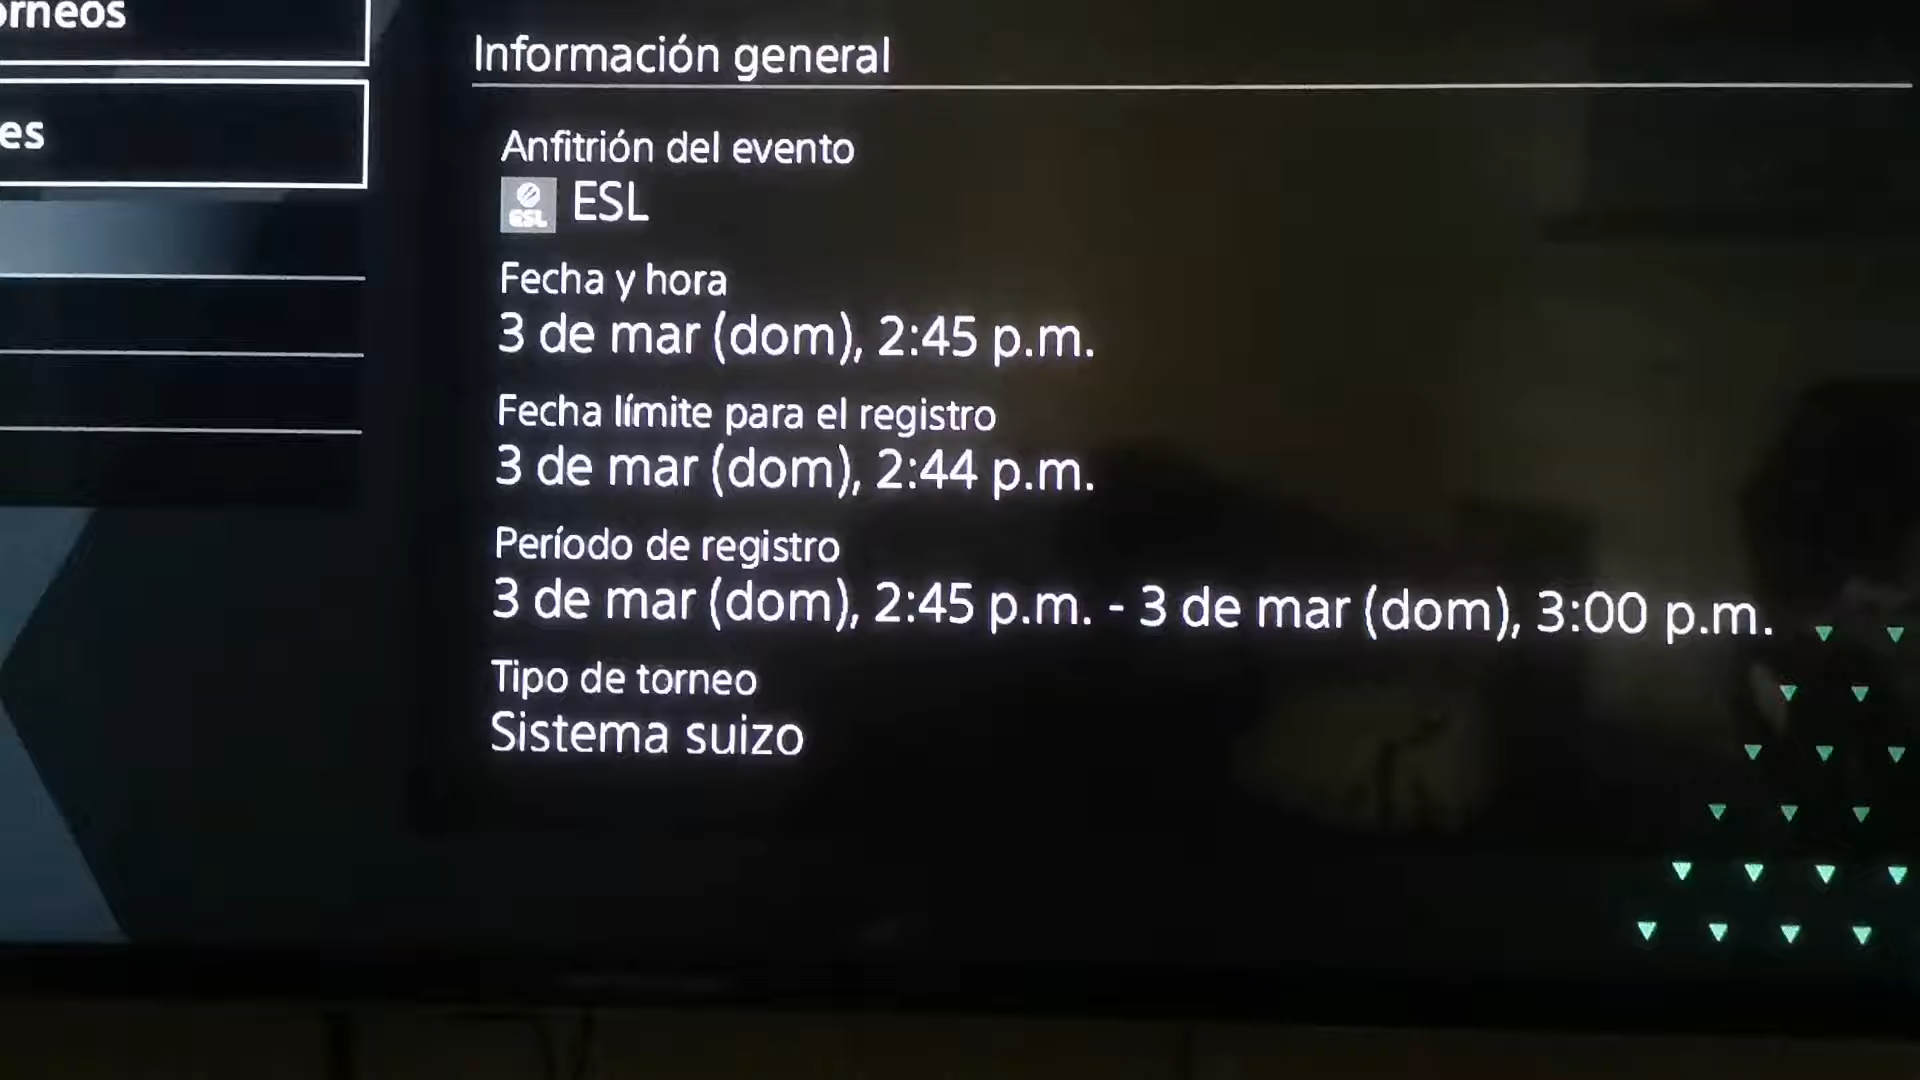 orneos
es
Información general
Anfitrión del evento
ESL ESL
Fecha y hora
3 de mar (dom), 2:45 p.m.
Fecha límite para el registro
3 de mar (dom), 2:44 p.m.
Período de registro
3 de mar (dom), 2:45 p.m. - 3 de mar (dom), 3:00 p.m.
Tipo de torneo
Sistema suizo